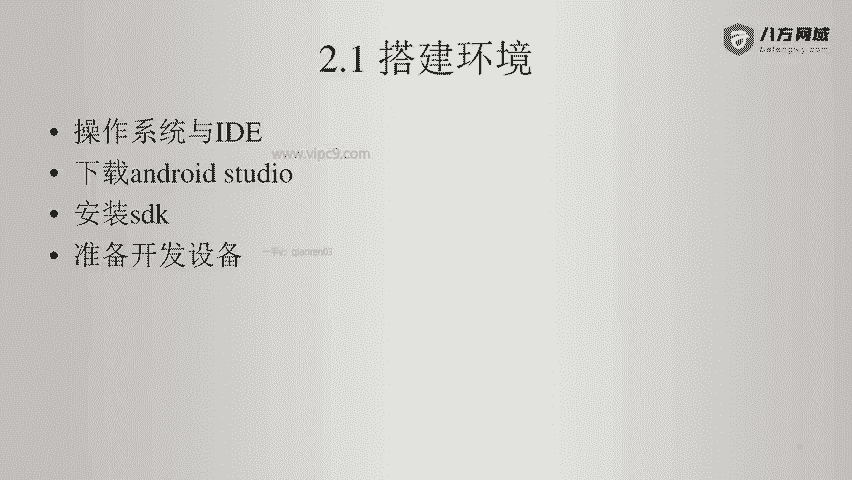 八方网域
bafangwy.com
2.1 搭建环境
• 操作系统与IDE
www.vipc9.com
• 下载android studio
• 安装sdk
• 准备开发设备